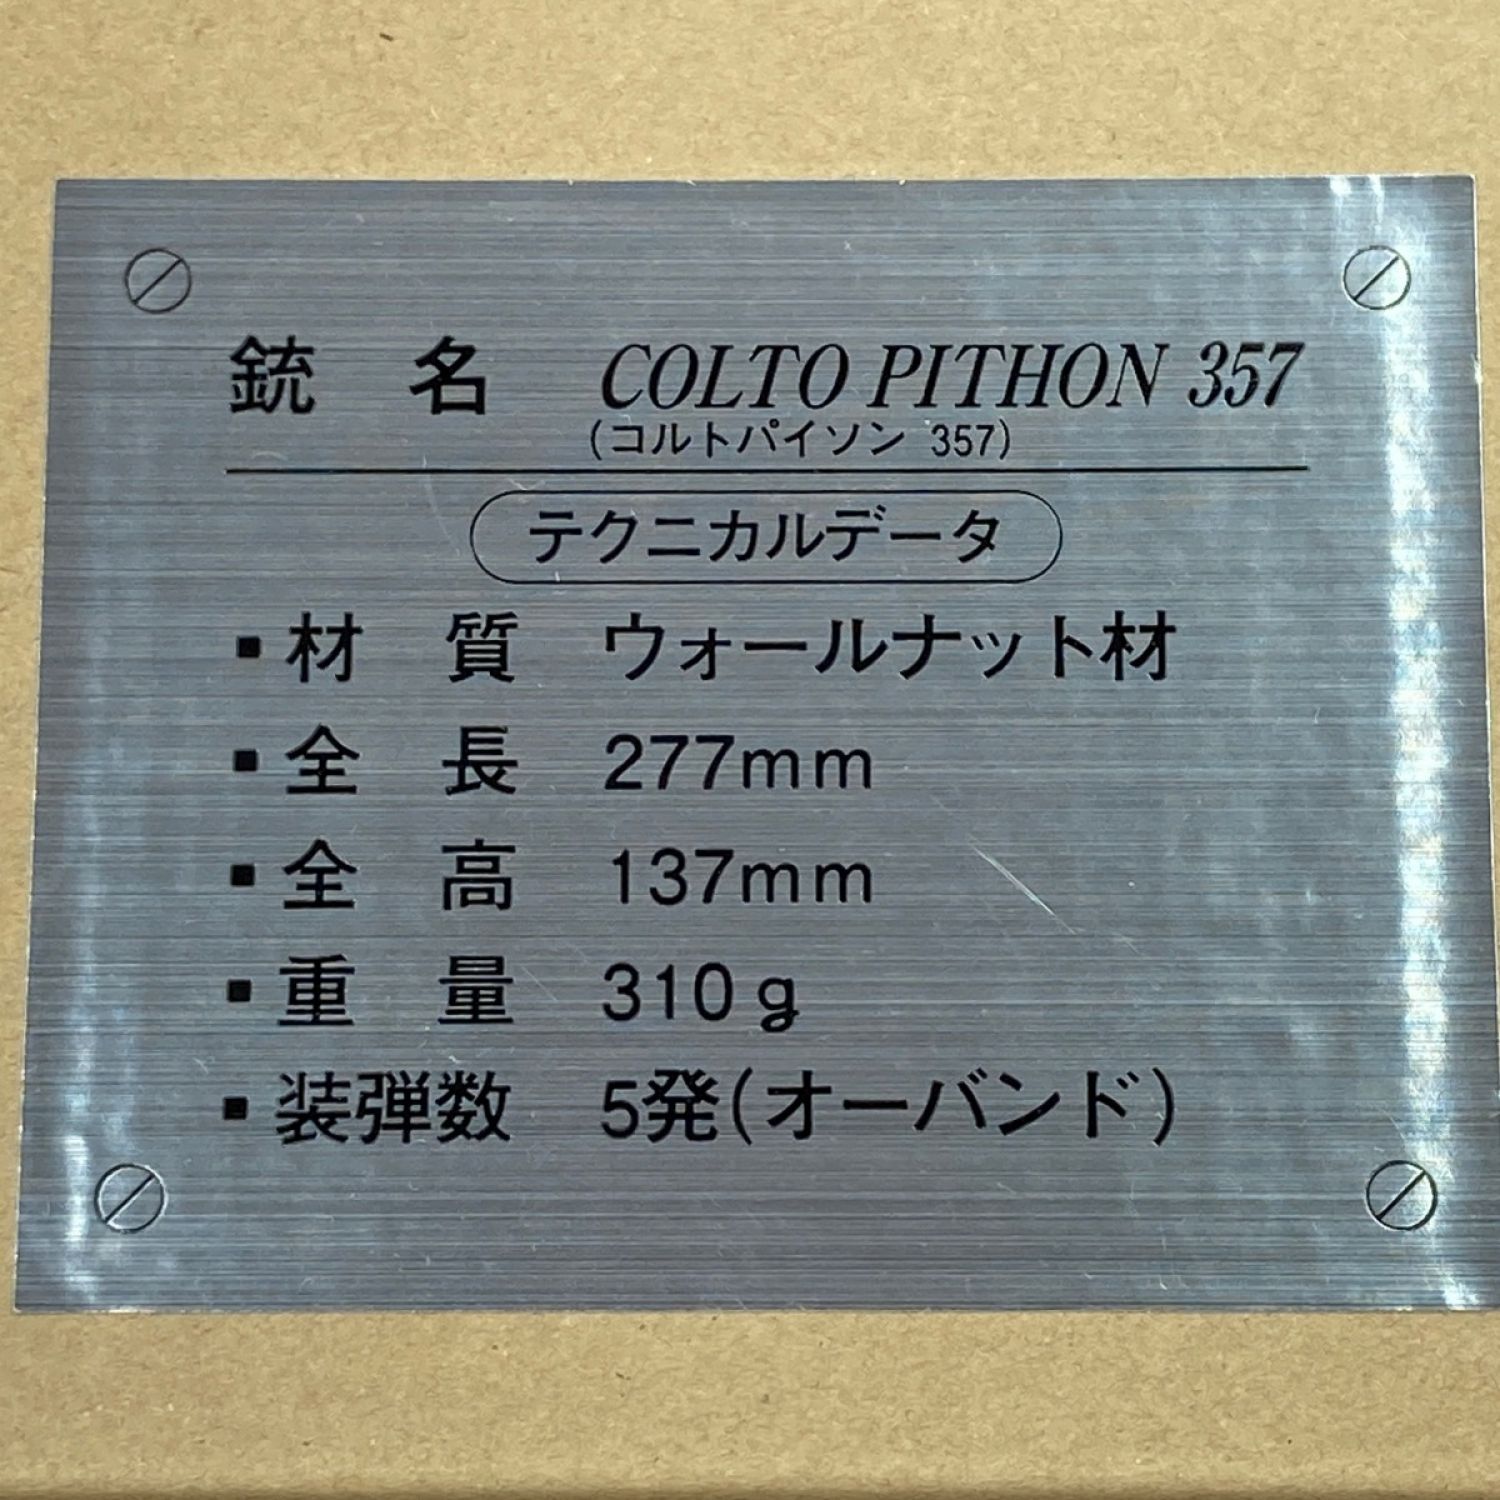 銃 名 COLTO PITHON 357
(コルトパイソン 357)
テクニカルデータ
▪材 質 ウォールナット材
▪全 長 277mm
▪全 高 137mm
▪重 量 310g
▪装弾数 5発(オーバンド)